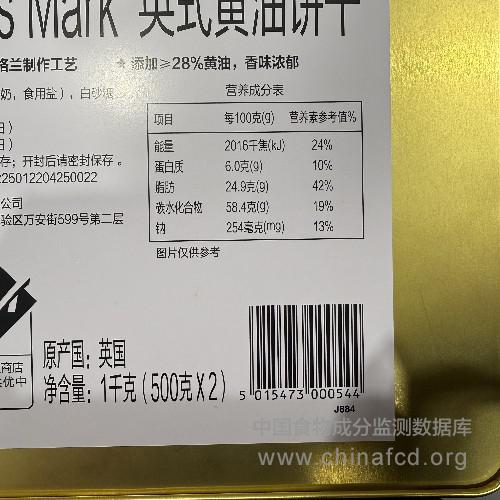 s Mark 英式黄油饼干
格兰制作工艺 添加≥28%黄油，香味浓郁
营养成分表
奶，食用盐），白砂糖
项目 每100克(g) 营养素参考值%
能量 2016千焦(kJ) 24%
蛋白质 6.0克(g) 10%
脂肪 24.9克(g) 42%
碳水化合物 58.4克(g) 19%
钠 254毫克(mg) 13%
图片仅供参考
日）
日）
存；开封后请密封保存。
225012204250022
公司
验区万安街599号第二层
商店
优中
原产国：英国
净含量：1千克（500克X2）
5 015473 000544
J884
中国食物成分监测数据库
www.chinafcd.org